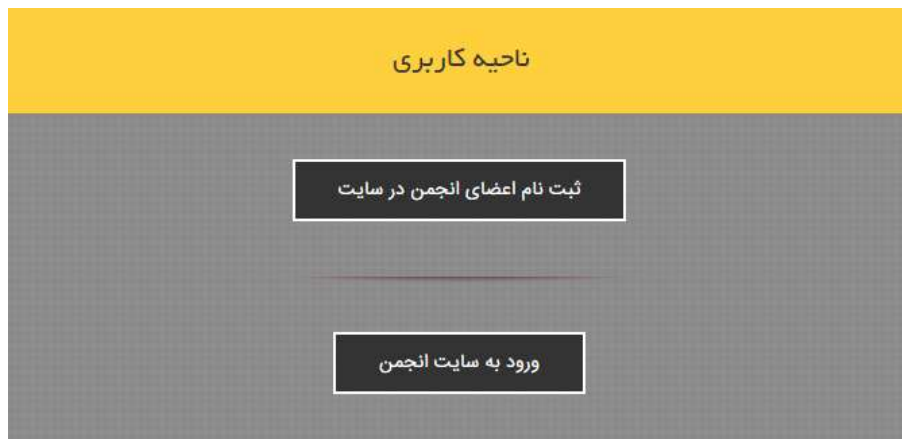 ناحیه کاربری
ثبت نام اعضای انجمن در سایت
ورود به سایت انجمن